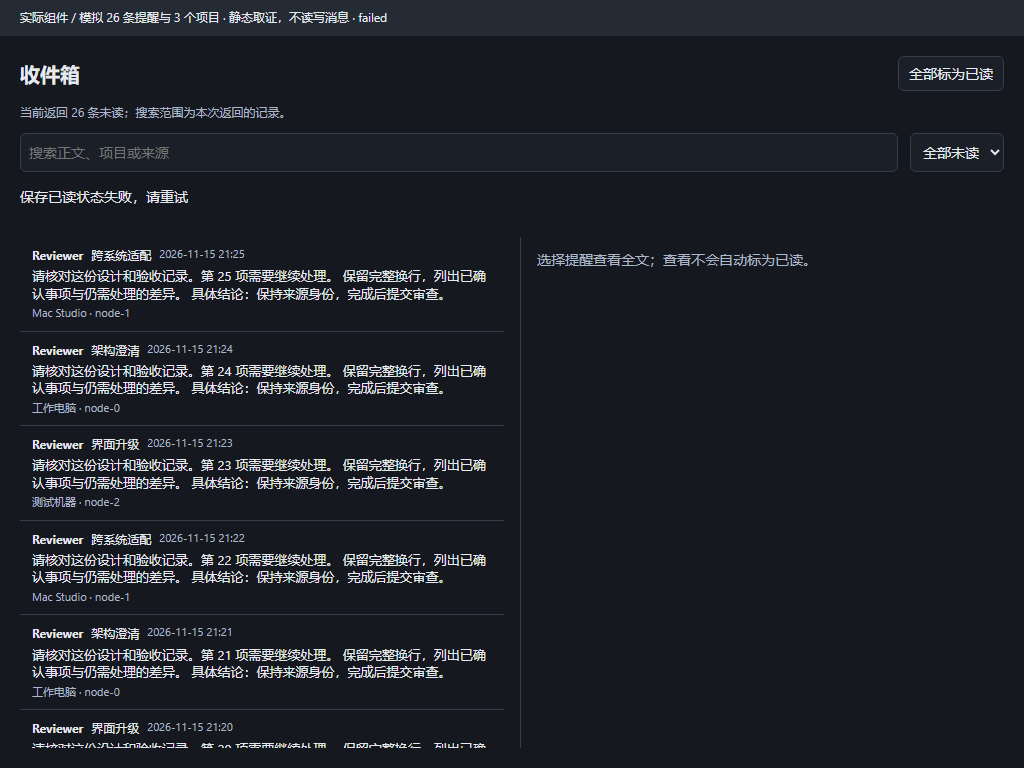 实际组件 / 模拟 26 条提醒与 3 个项目 · 静态取证，不读写消息 · failed
收件箱
全部标为已读
当前返回 26 条未读；搜索范围为本次返回的记录。
搜索正文、项目或来源
全部未读
保存已读状态失败，请重试
Reviewer 跨系统适配 2026-11-15 21:25
请核对这份设计和验收记录。第 25 项需要继续处理。 保留完整换行，列出已确
认事项与仍需处理的差异。 具体结论：保持来源身份，完成后提交审查。
Mac Studio · node-1
Reviewer 架构澄清 2026-11-15 21:24
请核对这份设计和验收记录。第 24 项需要继续处理。 保留完整换行，列出已确
认事项与仍需处理的差异。 具体结论：保持来源身份，完成后提交审查。
工作电脑 · node-0
Reviewer 界面升级 2026-11-15 21:23
请核对这份设计和验收记录。第 23 项需要继续处理。 保留完整换行，列出已确
认事项与仍需处理的差异。 具体结论：保持来源身份，完成后提交审查。
测试机器 · node-2
Reviewer 跨系统适配 2026-11-15 21:22
请核对这份设计和验收记录。第 22 项需要继续处理。 保留完整换行，列出已确
认事项与仍需处理的差异。 具体结论：保持来源身份，完成后提交审查。
Mac Studio · node-1
Reviewer 架构澄清 2026-11-15 21:21
请核对这份设计和验收记录。第 21 项需要继续处理。 保留完整换行，列出已确
认事项与仍需处理的差异。 具体结论：保持来源身份，完成后提交审查。
工作电脑 · node-0
Reviewer 界面升级 2026-11-15 21:20
选择提醒查看全文；查看不会自动标为已读。